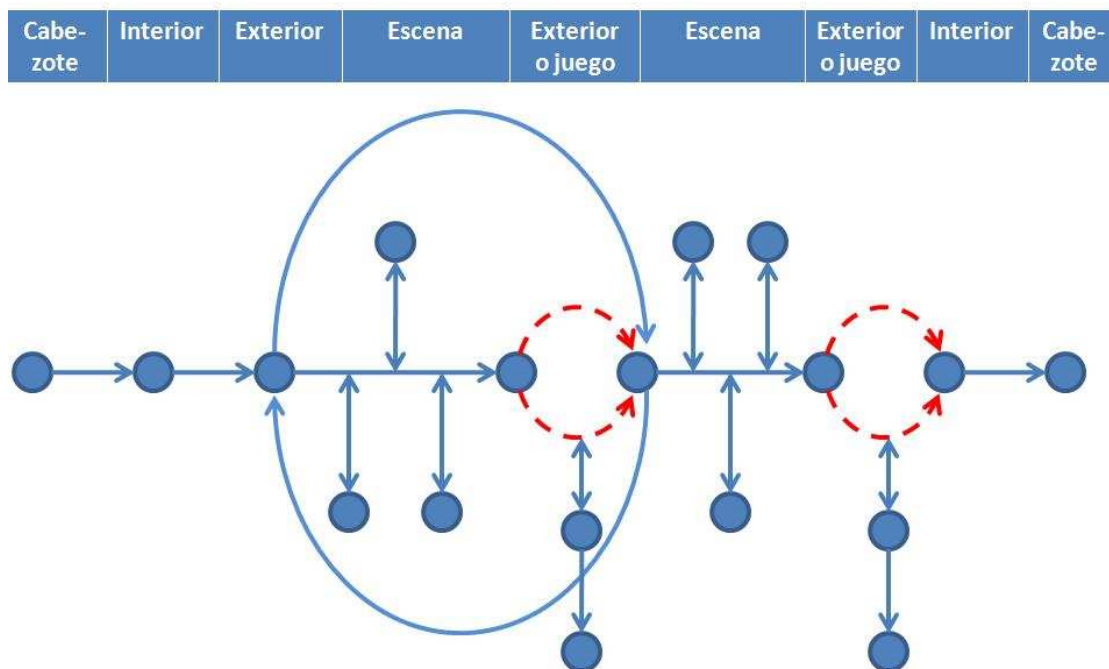 Cabe-
zote
Interior
Exterior
Escena
Exterior
o juego
Escena
Exterior
o juego
Interior
Cabe-
zote